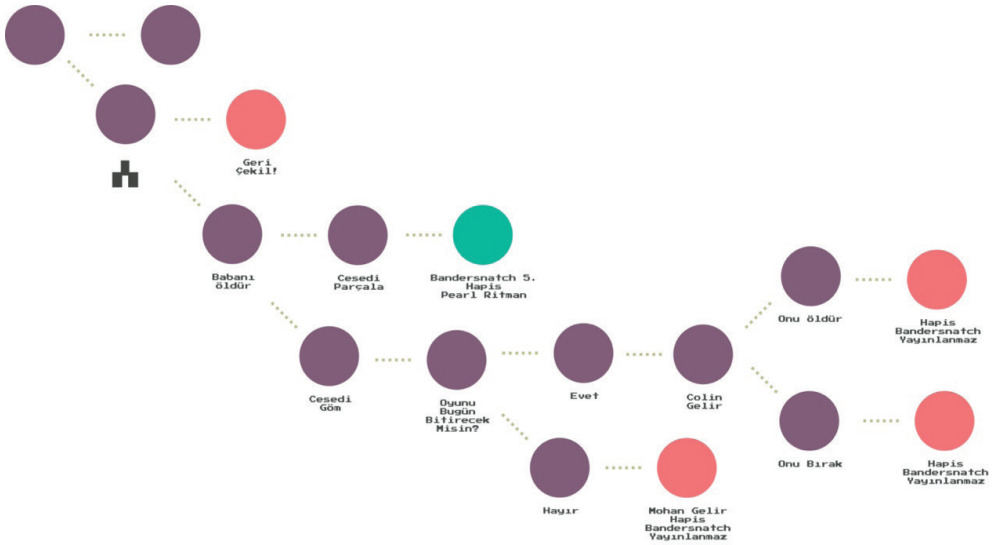 Geri
Çekil!
Babanı
öldür
Cesedi
Parçala
Bandersnatch 5.
Hapis
Pearl Ritman
Onu öldür
Hapis
Bandersnatch
Yayınlanmaz
Cesedi
Göm
Oyunu
Bugün
Bitirecek
Misin?
Evet
Colin
Gelir
Onu Bırak
Hapis
Bandersnatch
Yayınlanmaz
Hayır
Mohan Gelir
Hapis
Bandersnatch
Yayınlanmaz